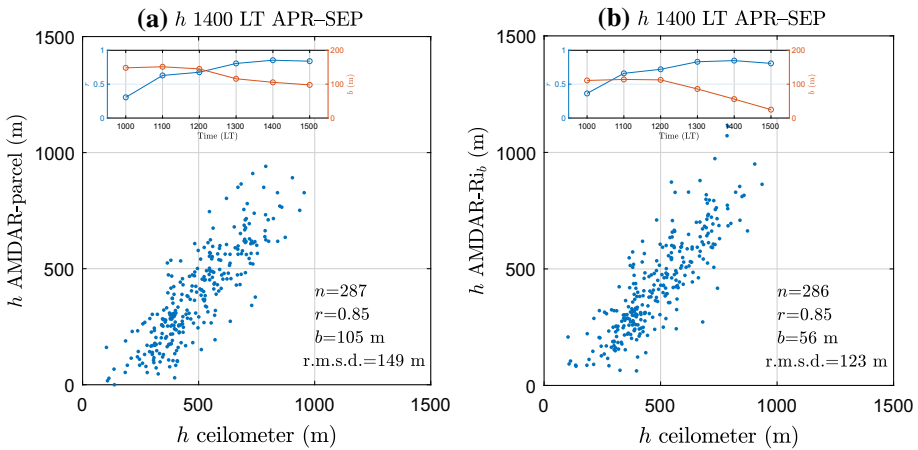 (a) h 1400 LT APR–SEP
1500
1000
500
0
0 500 1000 1500
h AMDAR-parcel (m)
h ceilometer (m)
1
0.5
0
r
200
100
0
b (m)
1000 1100 1200 1300 1400 1500
Time (LT)
n=287
r=0.85
b=105 m
r.m.s.d.=149 m
(b) h 1400 LT APR–SEP
1500
1000
500
0
0 500 1000 1500
h AMDAR-Rib (m)
h ceilometer (m)
1
0.5
0
r
200
100
0
b (m)
1000 1100 1200 1300 1400 1500
Time (LT)
n=286
r=0.85
b=56 m
r.m.s.d.=123 m